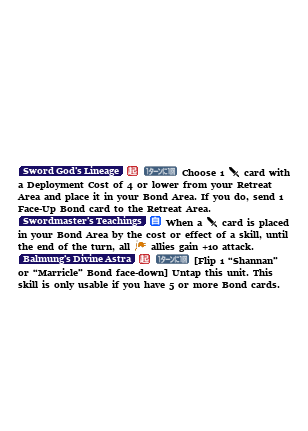 Sword God's Lineage 起 1ターンに1回 Choose 1 card with
a Deployment Cost of 4 or lower from your Retreat
Area and place it in your Bond Area. If you do, send 1
Face-Up Bond card to the Retreat Area.
Swordmaster's Teachings 自 When a card is placed
in your Bond Area by the cost or effect of a skill, until
the end of the turn, all allies gain +10 attack.
Balmung's Divine Astra 起 1ターンに1回 [Flip 1 "Shannan"
or "Marricle" Bond face-down] Untap this unit. This
skill is only usable if you have 5 or more Bond cards.